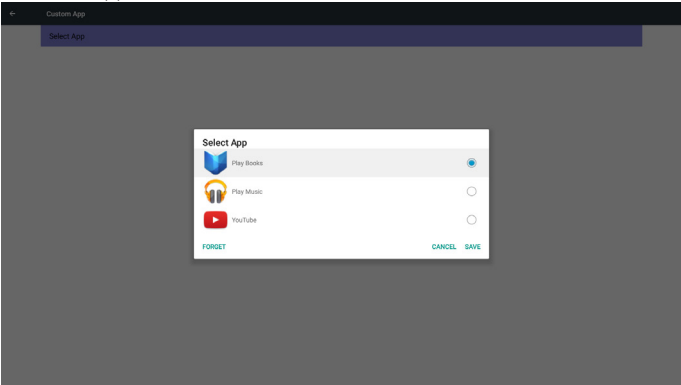 Custom App
Select App
Select App
Play Books
Play Music
YouTube
FORGET
CANCEL SAVE